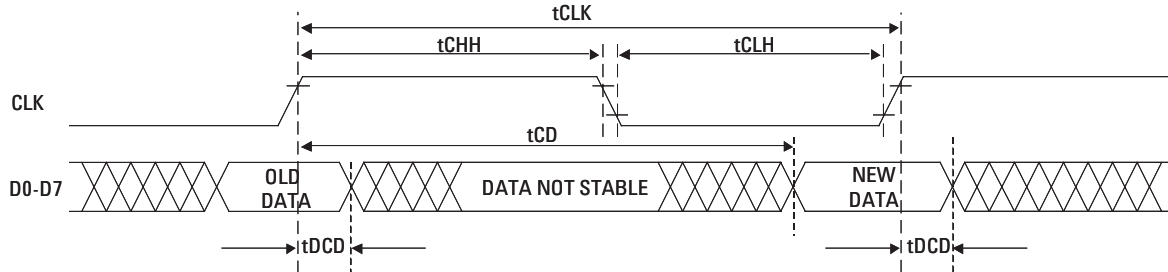 tCLK
tCHH
tCLH
CLK
tCD
D0-D7
OLD
DATA
DATA NOT STABLE
NEW
DATA
tDCD
tDCD